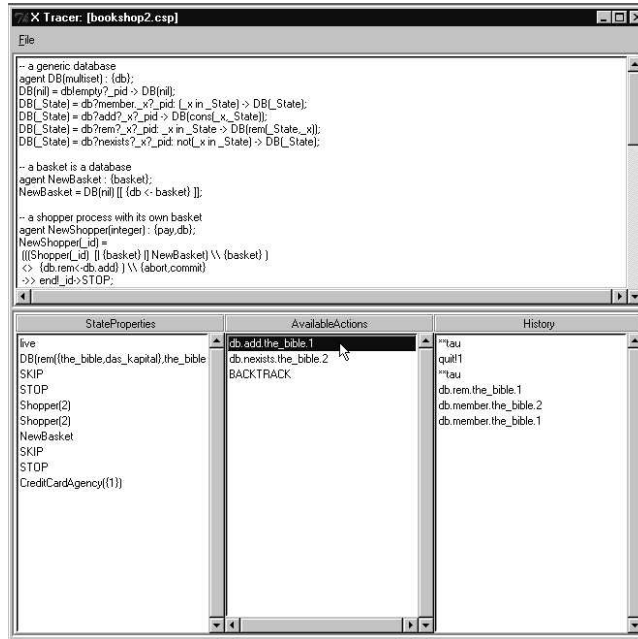 X Tracer: [bookshop2.csp]
File
-- a generic database
agent DB(multiset) : {db};
DB(nil) = db!empty?_pid -> DB(nil);
DB(_State) = db?member._x?_pid: (_x in _State) -> DB(_State);
DB(_State) = db?add?_x?_pid -> DB(cons(_x,_State));
DB(_State) = db?rem?_x?_pid: _x in _State -> DB(rem(_State,_x));
DB(_State) = db?nexists?_x?_pid: not(_x in _State) -> DB(_State);
-- a basket is a database
agent NewBasket : {basket};
NewBasket = DB(nil) [[ {db <- basket} ]];
-- a shopper process with its own basket
agent NewShopper(integer) : {pay,db};
NewShopper(_id) =
(((Shopper(_id) [| {basket} |] NewBasket) \\ {basket} )
<> {db.rem<-db.add} ) \\ {abort,commit}
->> end!_id->STOP;
StateProperties
AvailableActions
History
live
DB(rem({the_bible,das_kapital},the_bible
SKIP
STOP
Shopper(2)
Shopper(2)
NewBasket
SKIP
STOP
CreditCardAgency({1})
db.add.the_bible.1
db.nexists.the_bible.2
BACKTRACK
**tau
quit!1
**tau
db.rem.the_bible.1
db.member.the_bible.2
db.member.the_bible.1